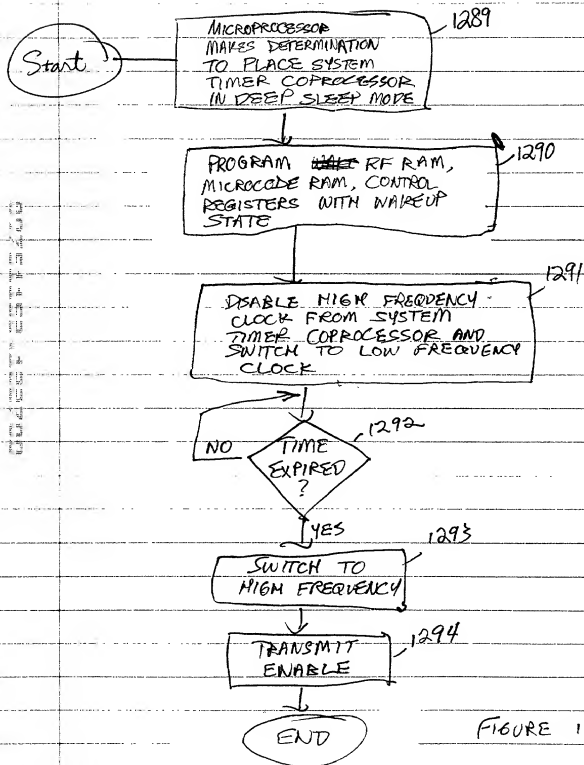 1289
Start
MICROPROCESSOR
MAKES DETERMINATION
TO PLACE SYSTEM
TIMER COPROCESSOR
IN DEEP SLEEP MODE
1290
PROGRAM RF RAM,
MICROCODE RAM, CONTROL
REGISTERS WITH WAKEUP
STATE
1291
DISABLE HIGH FREQUENCY
CLOCK FROM SYSTEM
TIMER COPROCESSOR AND
SWITCH TO LOW FREQUENCY
CLOCK
1292
NO
TIME
EXPIRED
?
YES
1293
SWITCH TO
HIGH FREQUENCY
1294
TRANSMIT
ENABLE
END
FIGURE 1